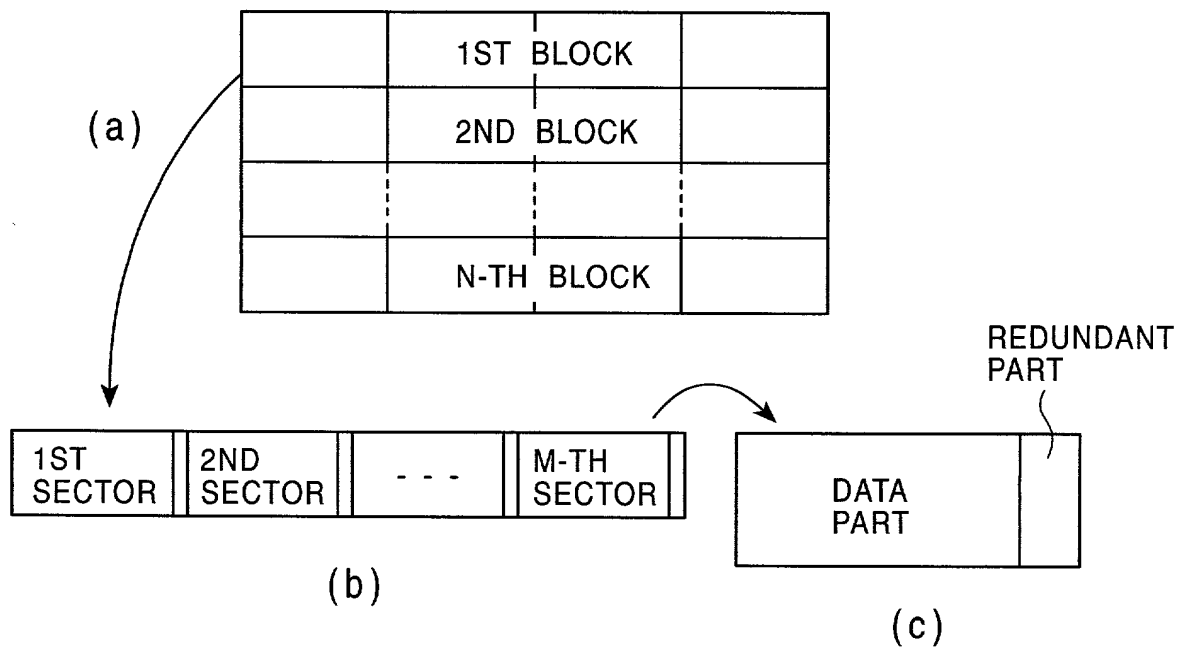 1ST BLOCK
(a)
2ND BLOCK
N-TH BLOCK
REDUNDANT
PART
1ST
SECTOR
2ND
SECTOR
- - -
M-TH
SECTOR
DATA
PART
(b)
(c)